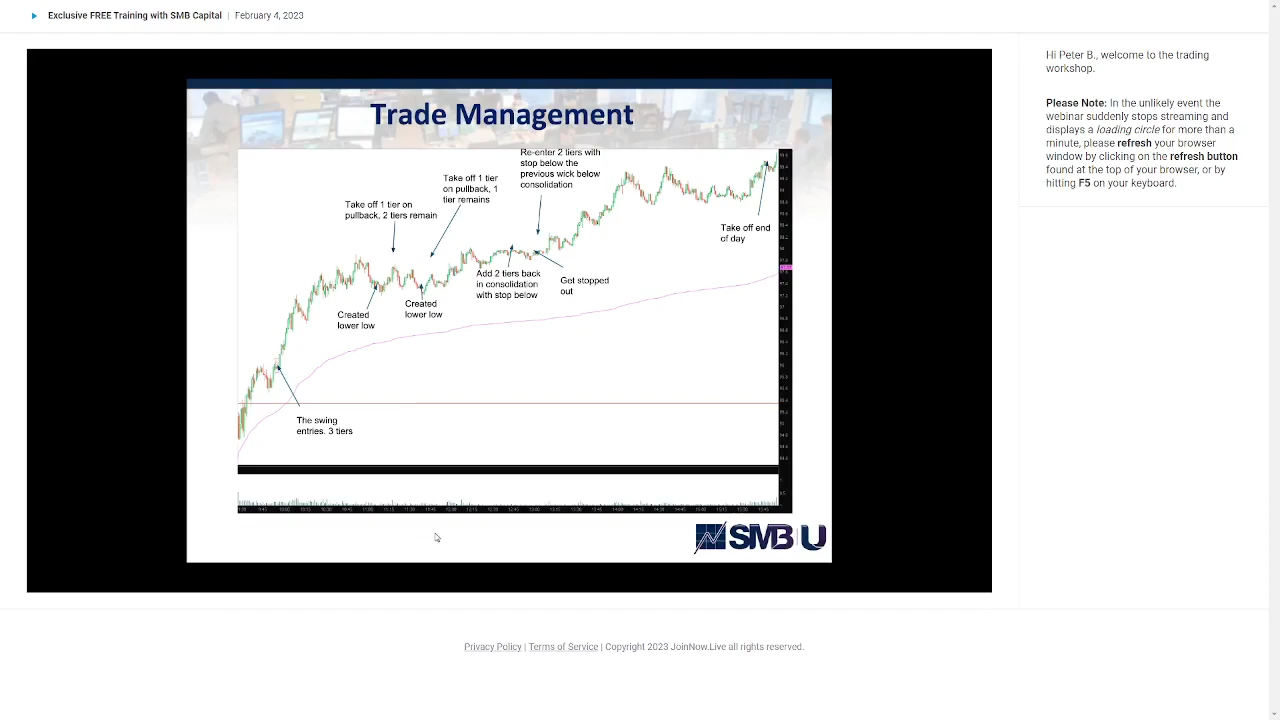 Exclusive FREE Training with SMB Capital | February 4, 2023
Hi Peter B., welcome to the trading
workshop.
Please Note: In the unlikely event the
webinar suddenly stops streaming and
displays a loading circle for more than a
minute, please refresh your browser
window by clicking on the refresh button
found at the top of your browser, or by
hitting F5 on your keyboard.
Trade Management
Re-enter 2 tiers with
stop below the
previous wick below
consolidation
Take off 1 tier
on pullback, 1
tier remains
Take off 1 tier on
pullback, 2 tiers remain
Take off end
of day
Add 2 tiers back
in consolidation
with stop below
Get stopped
out
Created
lower low
Created
lower low
The swing
entries. 3 tiers
SMB U
Privacy Policy | Terms of Service | Copyright 2023 JoinNow.Live all rights reserved.